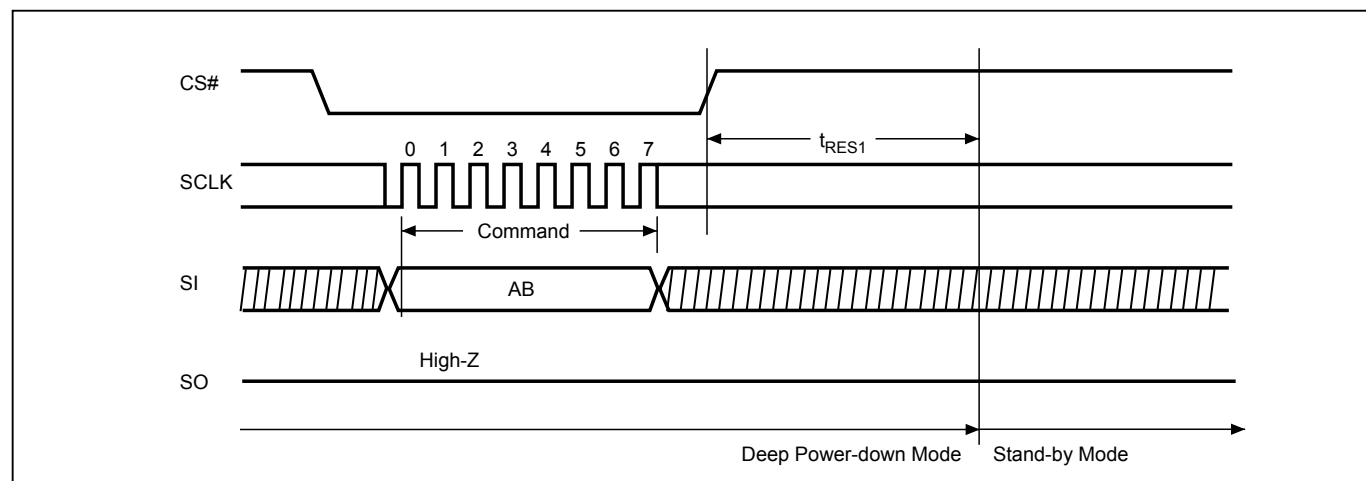 CS#
tRES1
0 1 2 3 4 5 6 7
SCLK
Command
SI
AB
High-Z
SO
Deep Power-down Mode Stand-by Mode